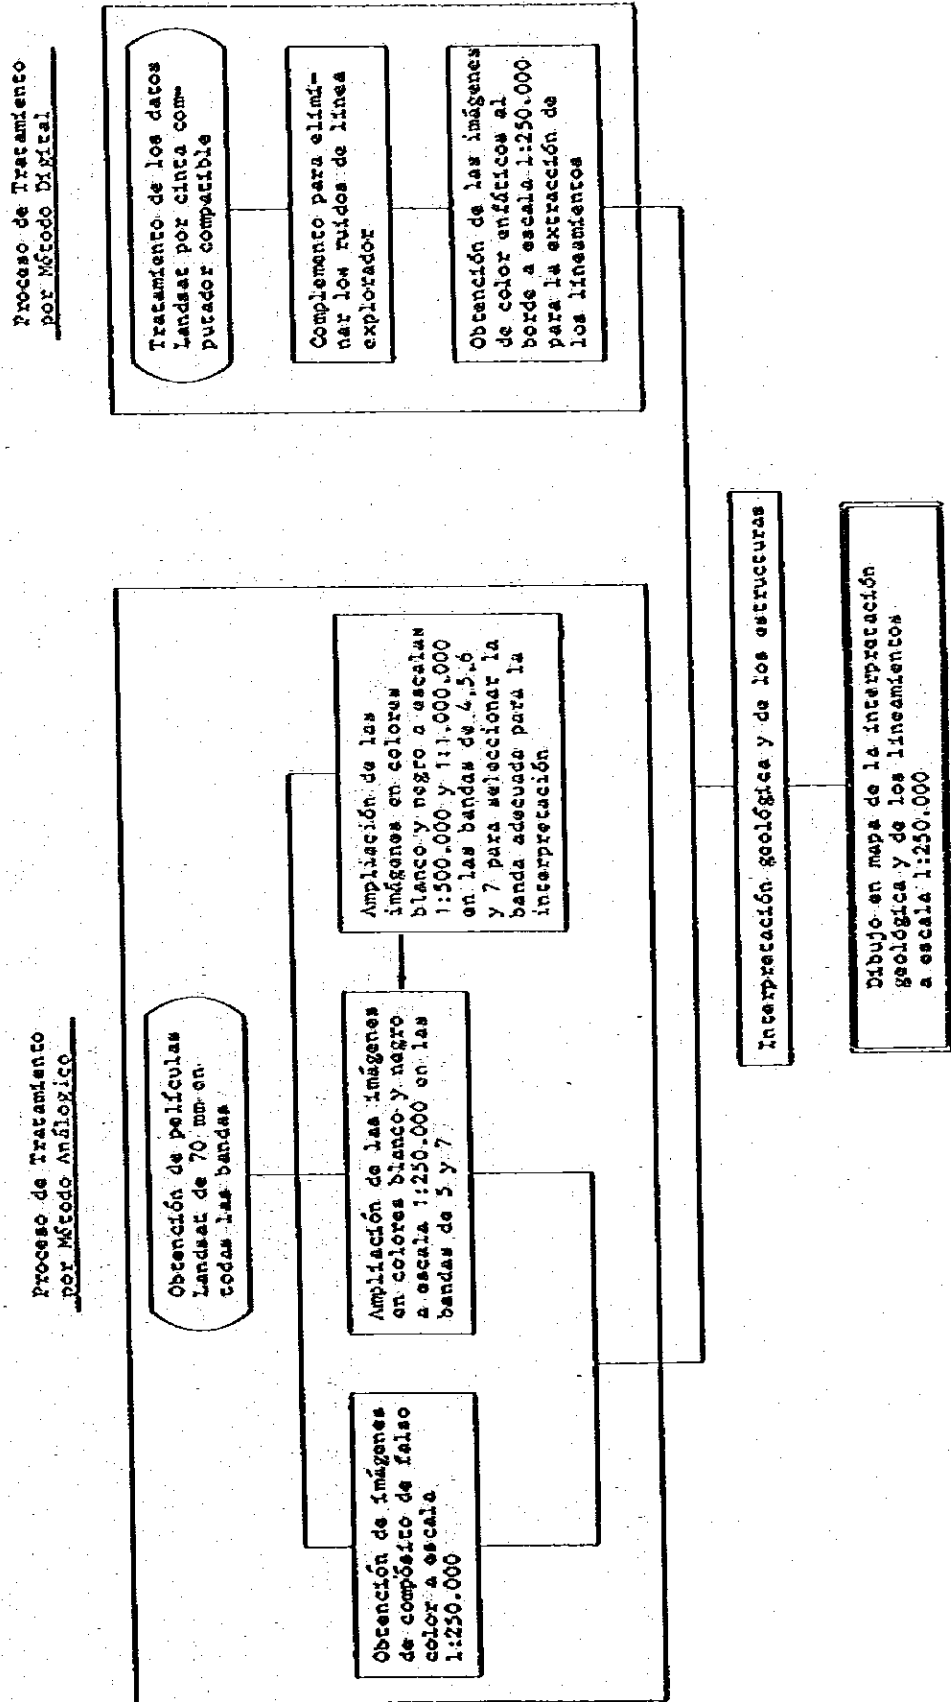 Proceso de Tratamiento
por Método Análogico
Obtención de películas
Landsat de 70 mm en
todas las bandas
Obtención de imágenes
de compósito de falso
color a escala
1:250.000
Ampliación de las imágenes
en colores blanco y negro
a escala 1:250.000 en las
bandas de 5 y 7
Ampliación de las
imágenes en colores
blanco y negro a escalas
1:500.000 y 1:1.000.000
en las bandas de 4.5.6
y 7 para seleccionar la
banda adecuada para la
interpretación
Proceso de Tratamiento
por Método Digital
Tratamiento de los datos
Landsat por cinta com-
putador compatible
Complemento para elimi-
nar los ruidos de línea
explorador
Obtención de las imágenes
de color enfáticos al
borde a escala 1:250.000
para la extracción de
los lineamientos
Interpretación geológica y de los estructuras
Dibujo en mapa de la interpretación
geológica y de los lineamientos
a escala 1:250.000